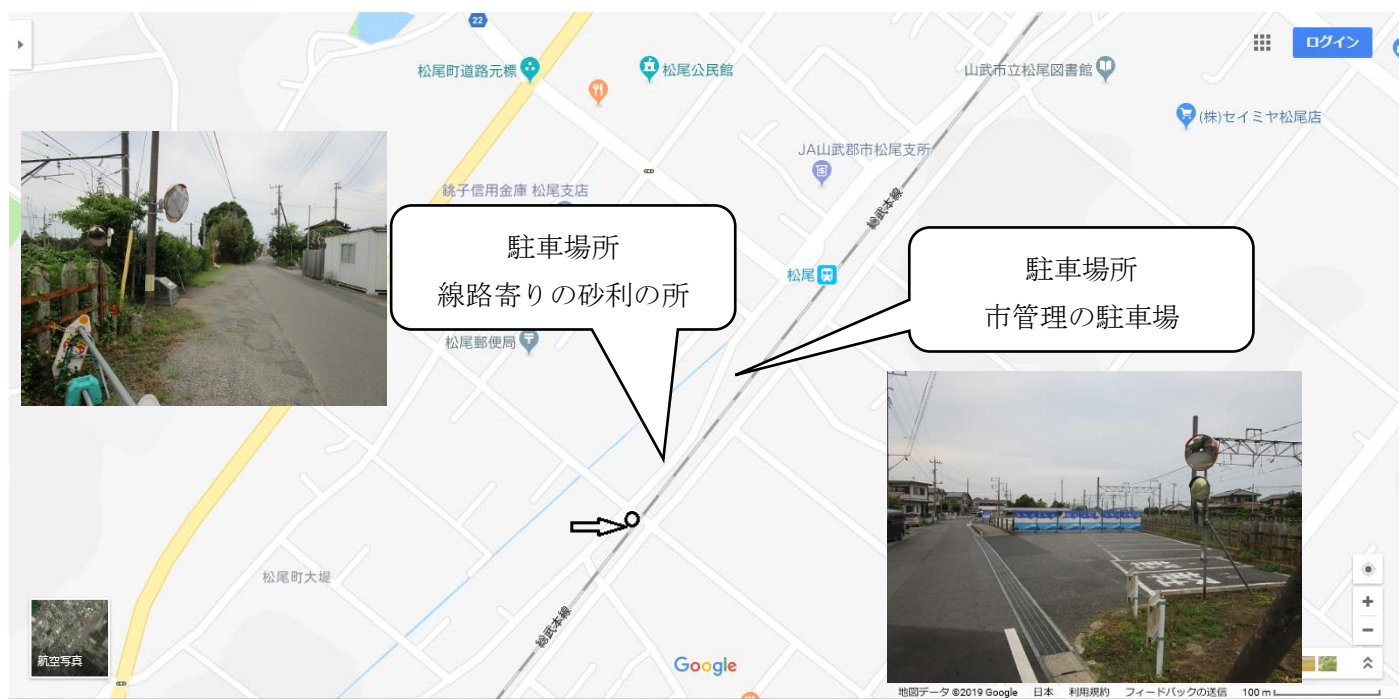 22
ログイン
松尾町道路元標
松尾公民館
山武市立松尾図書館
(株)セイミヤ松尾店
JA山武郡市松尾支所
銚子信用金庫 松尾支店
総武本線
駐車場所
線路寄りの砂利の所
駐車場所
市管理の駐車場
松尾
松尾郵便局
松尾町大堤
総武本線
航空写真
Google
地図データ ©2019 Google 日本 利用規約 フィードバックの送信 100 m